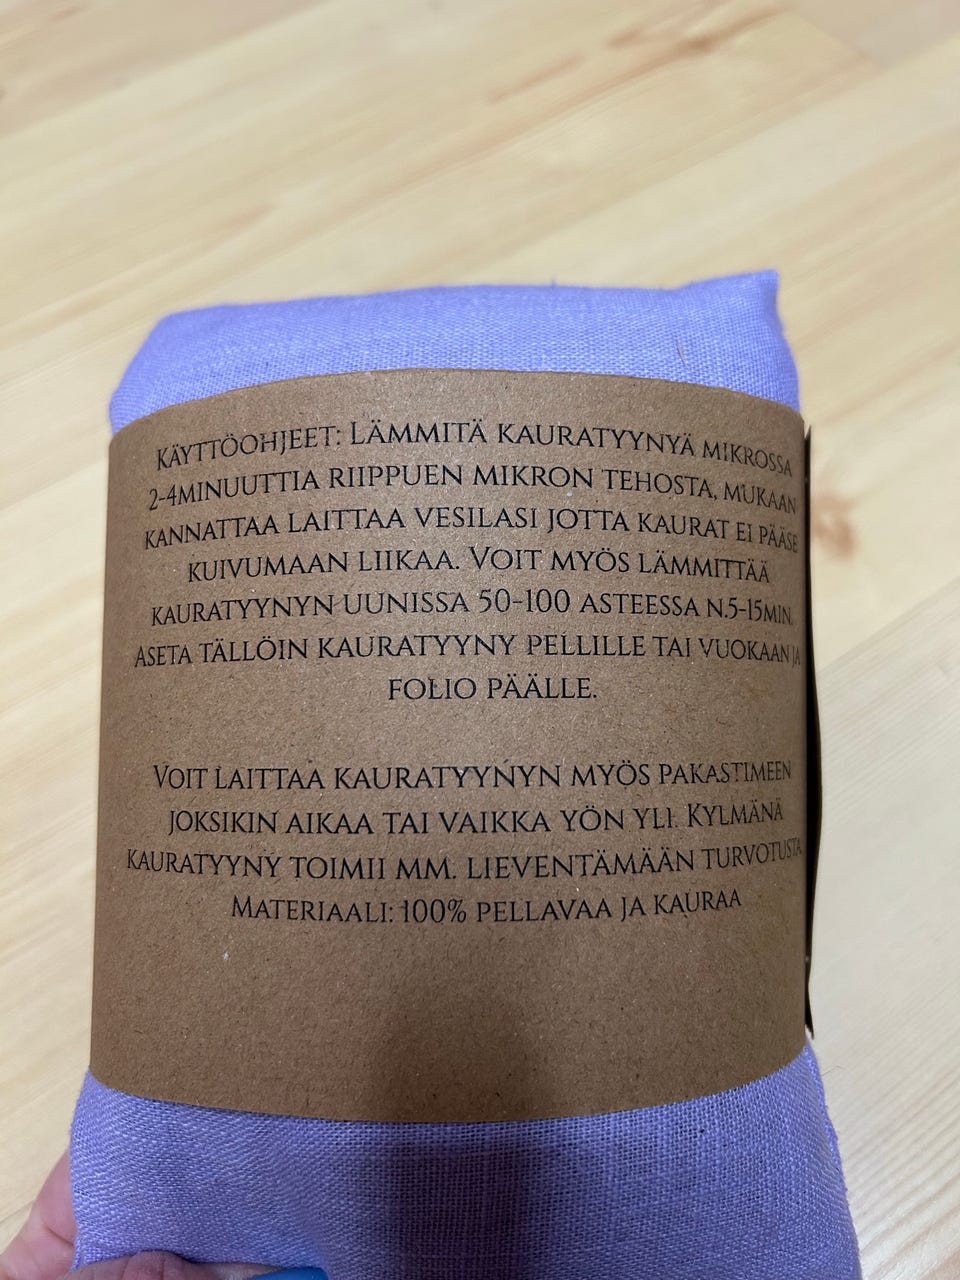 Käyttöohjeet: Lämmitä kauratyynyä mikrossa
2-4minuuttia riippuen mikron tehosta, mukaan
kannattaa laittaa vesilasi jotta kaurat ei pääse
kuivumaan liikaa. Voit myös lämmittää
kauratyynyn uunissa 50-100 asteessa n.5-15min.
Aseta tällöin kauratyyny pellille tai vuokaan ja
folio päälle.
Voit laittaa kauratyynyn myös pakastimeen
joksikin aikaa tai vaikka yön yli. Kylmänä
kauratyyny toimii mm. lieventämään turvotusta
Materiaali: 100% pellavaa ja kauraa